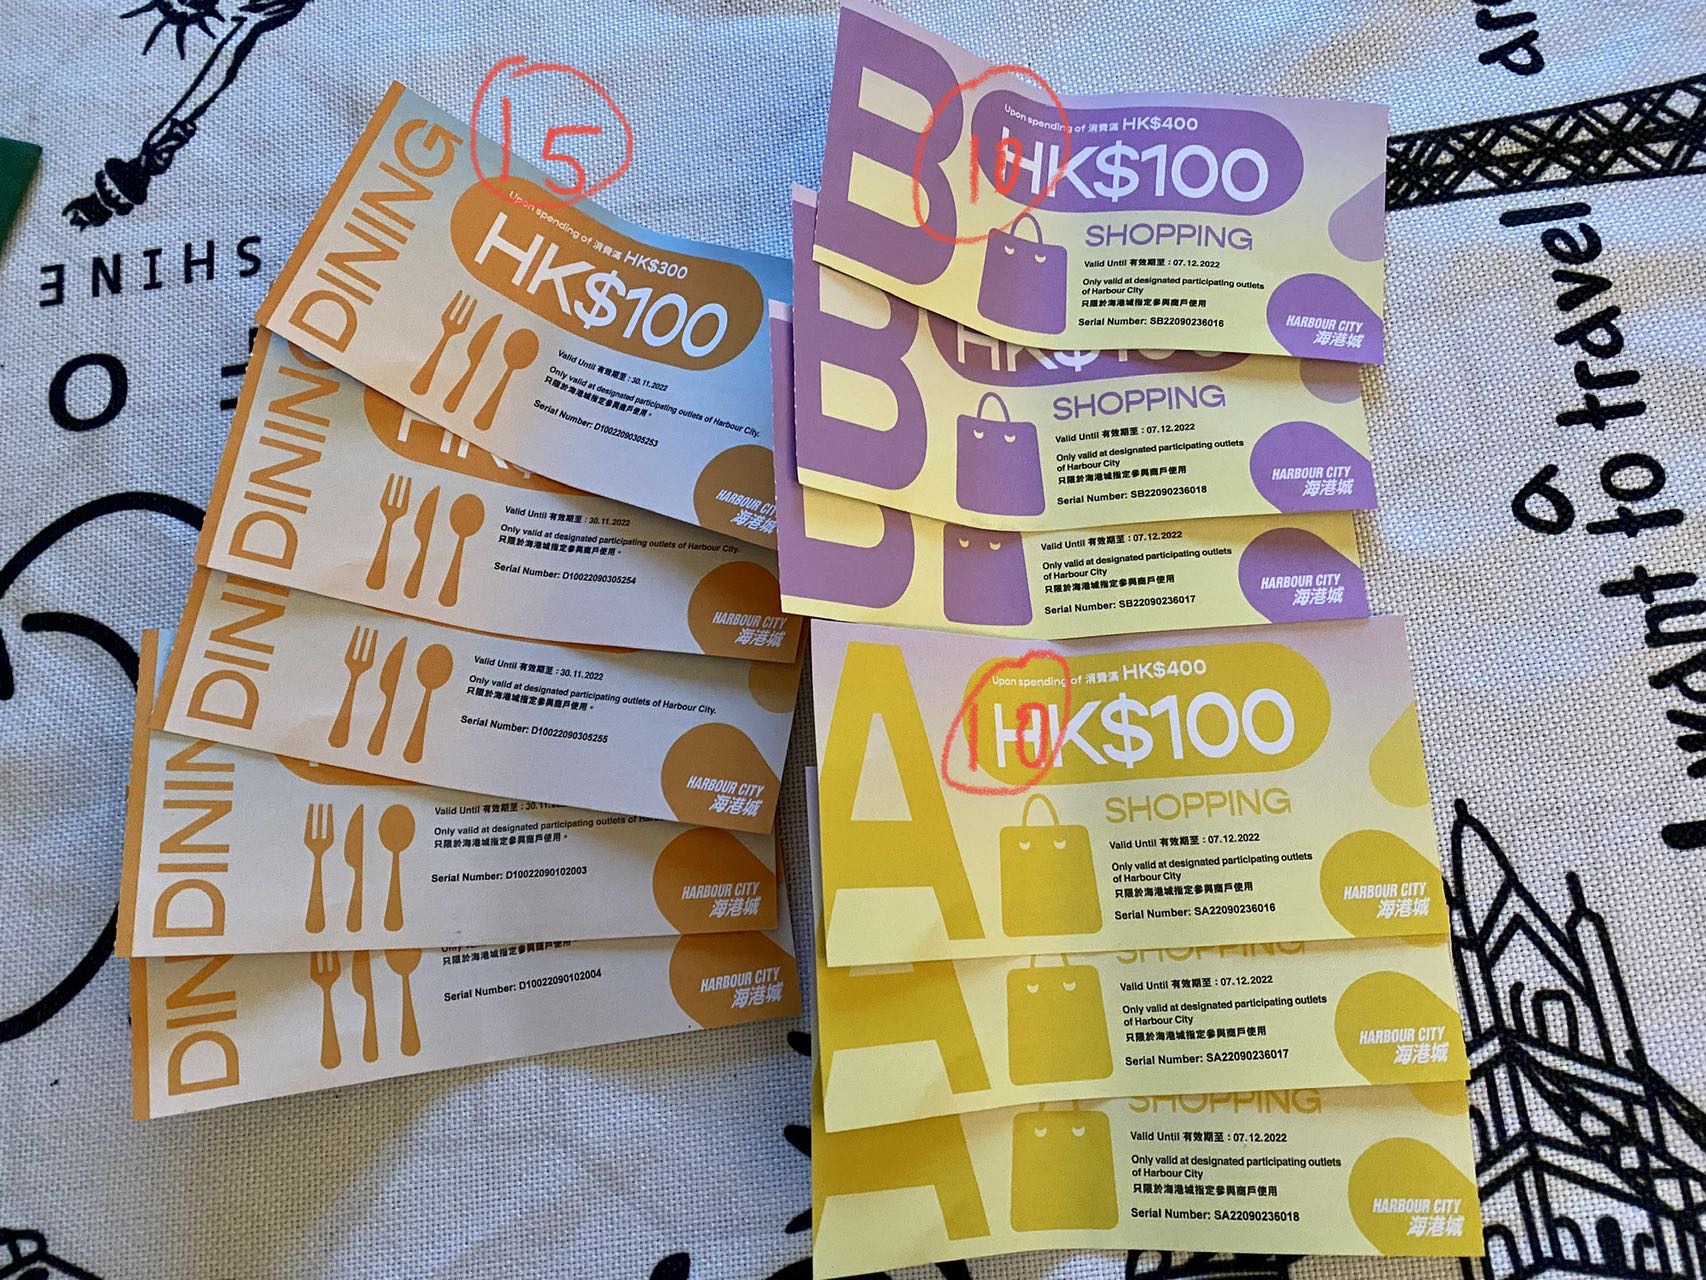 15
DINING
Upon spending of 消費滿 HK$300
HK$100
Valid Until 有效期至 : 30.11.2022
Only valid at designated participating outlets of Harbour City.
只限於海港城指定參與商戶使用。
Serial Number: D10022090305253
HARBOUR CITY
海港城
DINING
Valid Until 有效期至 : 30.11.2022
Only valid at designated participating outlets of Harbour City.
只限於海港城指定參與商戶使用。
Serial Number: D10022090305254
HARBOUR CITY
海港城
DINING
Valid Until 有效期至 : 30.11.2022
Only valid at designated participating outlets of Harbour City.
只限於海港城指定參與商戶使用。
Serial Number: D10022090305255
HARBOUR CITY
海港城
DININ
Valid Until 有效期至 : 30.11.
Only valid at designated participating outlets of
只限於海港城指定參與商戶使用。
Serial Number: D10022090102003
HARBOUR CITY
海港城
DINI
只限於海港城指定參與商戶使用
Serial Number: D10022090102004
HARBOUR CITY
海港城
B
10
Upon spending of 消費滿 HK$400
HK$100
SHOPPING
Valid Until 有效期至 : 07.12.2022
Only valid at designated participating outlets
of Harbour City
只限於海港城指定參與商戶使用
Serial Number: SB22090236016
HARBOUR CITY
海港城
B
HK$100
SHOPPING
Valid Until 有效期至 : 07.12.2022
Only valid at designated participating outlets
of Harbour City
只限於海港城指定參與商戶使用
Serial Number: SB22090236018
HARBOUR CITY
海港城
B
Valid Until 有效期至 : 07.12.2022
Only valid at designated participating outlets
of Harbour City
只限於海港城指定參與商戶使用
Serial Number: SB22090236017
HARBOUR CITY
海港城
A
10
Upon spending of 消費滿 HK$400
HK$100
SHOPPING
Valid Until 有效期至 : 07.12.2022
Only valid at designated participating outlets
of Harbour City
只限於海港城指定參與商戶使用
Serial Number: SA22090236016
HARBOUR CITY
海港城
A
SHOPPING
Valid Until 有效期至 : 07.12.2022
Only valid at designated participating outlets
of Harbour City
只限於海港城指定參與商戶使用
Serial Number: SA22090236017
HARBOUR CITY
海港城
A
SHOPPING
Valid Until 有效期至 : 07.12.2022
Only valid at designated participating outlets
of Harbour City
只限於海港城指定參與商戶使用
Serial Number: SA22090236018
HARBOUR CITY
海港城
SHINE
O
I want to travel